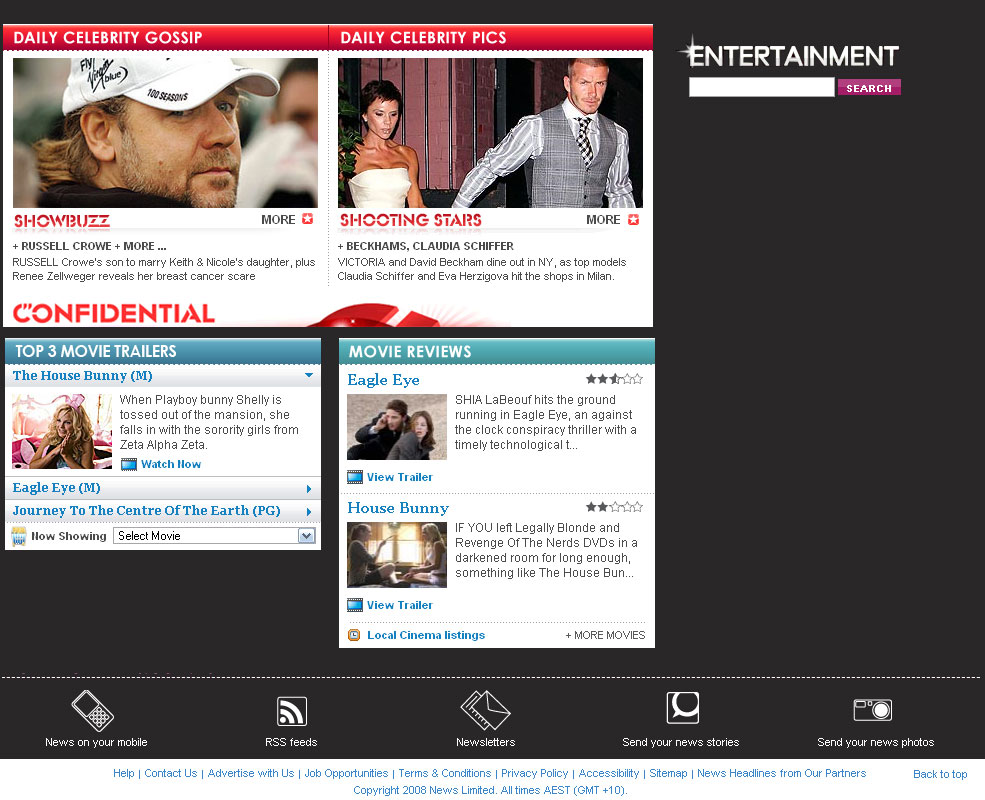 DAILY CELEBRITY GOSSIP
DAILY CELEBRITY PICS
ENTERTAINMENT
SEARCH
Fly
Virgin
blue)
100 SEASONS
SHOWBUZZ
MORE
SHOOTING STARS
MORE
+ RUSSELL CROWE + MORE ...
RUSSELL Crowe's son to marry Keith & Nicole's daughter, plus
Renee Zellweger reveals her breast cancer scare
+ BECKHAMS, CLAUDIA SCHIFFER
VICTORIA and David Beckham dine out in NY, as top models
Claudia Schiffer and Eva Herzigova hit the shops in Milan.
CONFIDENTIAL
TOP 3 MOVIE TRAILERS
The House Bunny (M)
When Playboy bunny Shelly is
tossed out of the mansion, she
falls in with the sorority girls from
Zeta Alpha Zeta.
Watch Now
Eagle Eye (M)
Journey To The Centre Of The Earth (PG)
Now Showing
Select Movie
MOVIE REVIEWS
Eagle Eye
SHIA LaBeouf hits the ground
running in Eagle Eye, an against
the clock conspiracy thriller with a
timely technological t...
View Trailer
House Bunny
IF YOU left Legally Blonde and
Revenge Of The Nerds DVDs in a
darkened room for long enough,
something like The House Bun...
View Trailer
Local Cinema listings
+ MORE MOVIES
News on your mobile
RSS feeds
Newsletters
Send your news stories
Send your news photos
Help | Contact Us | Advertise with Us | Job Opportunities | Terms & Conditions | Privacy Policy | Accessibility | Sitemap | News Headlines from Our Partners
Back to top
Copyright 2008 News Limited. All times AEST (GMT +10).